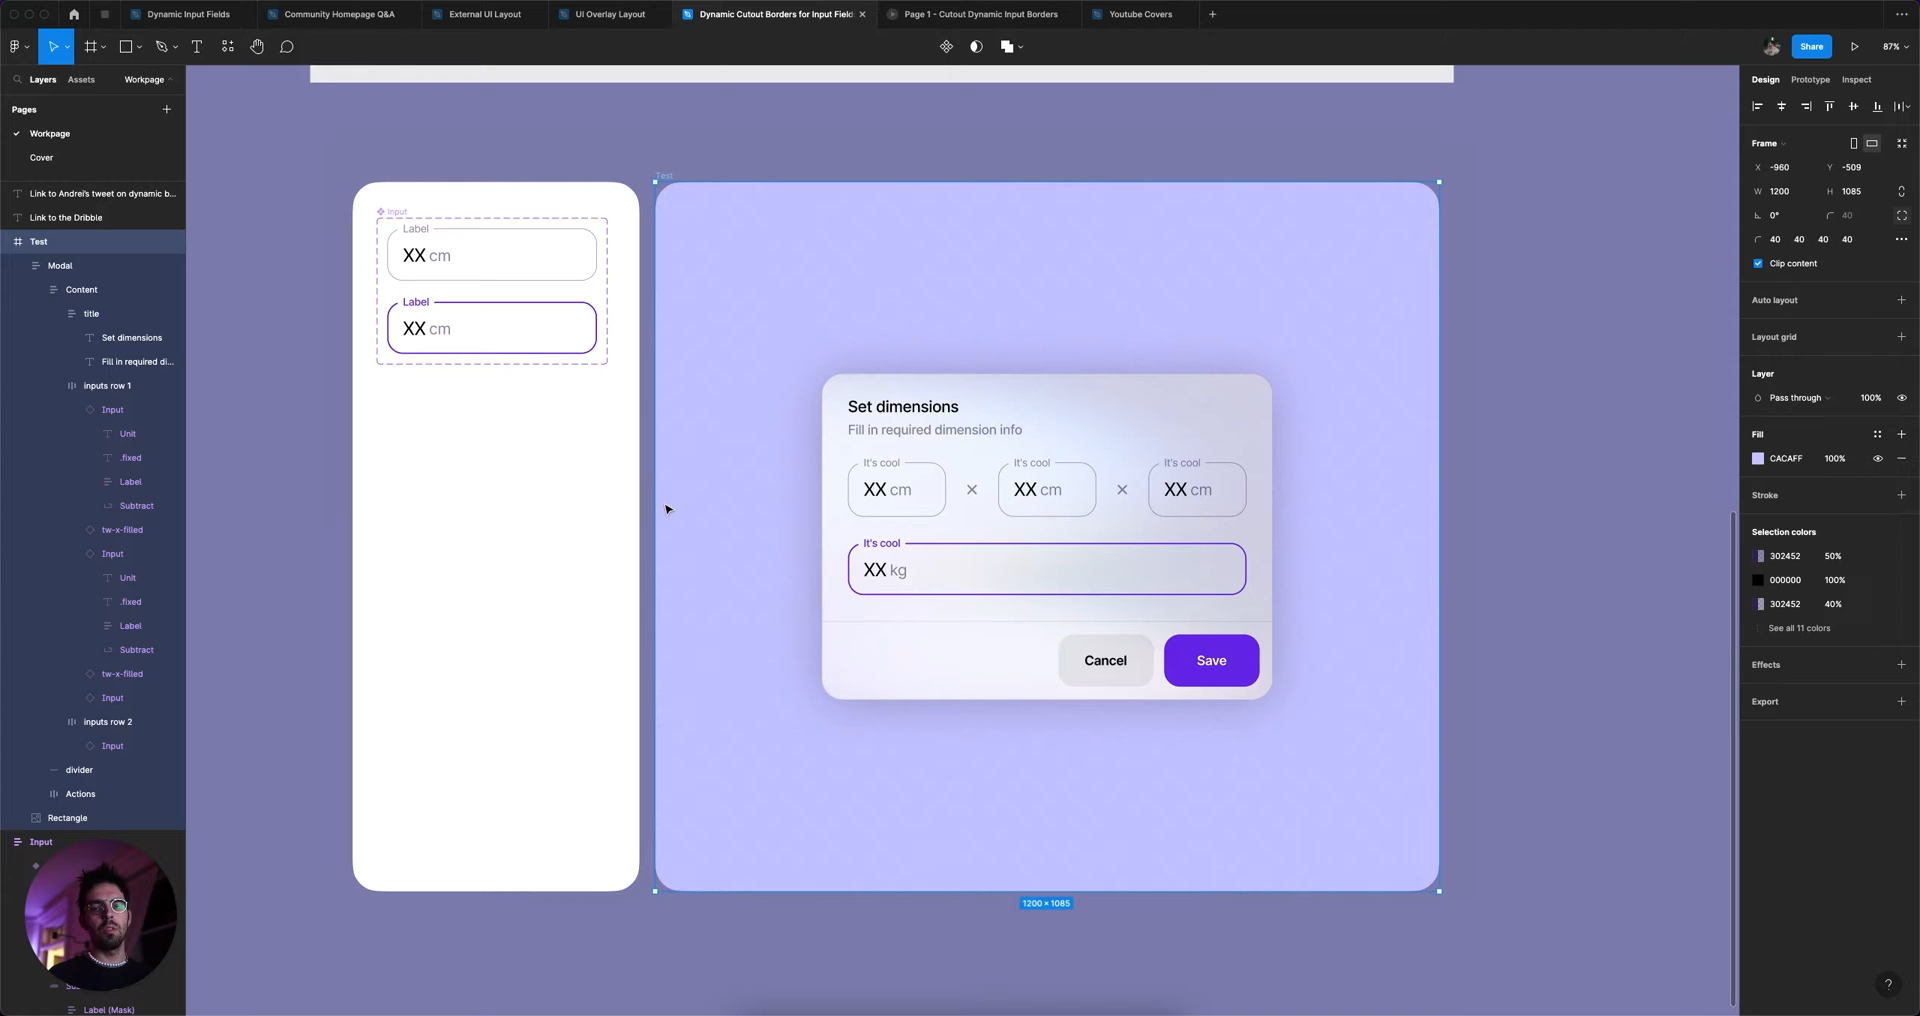 Dynamic Input Fields
Community Homepage Q&A
External UI Layout
UI Overlay Layout
Dynamic Cutout Borders for Input Field
Page 1 - Cutout Dynamic Input Borders
Youtube Covers
Share
87%
Layers
Assets
Workpage
Pages
Workpage
Cover
Link to Andrei's tweet on dynamic b...
Link to the Dribble
Test
Modal
Content
title
Set dimensions
Fill in required di...
inputs row 1
Input
Unit
.fixed
Label
Subtract
tw-x-filled
Input
Unit
.fixed
Label
Subtract
tw-x-filled
Input
inputs row 2
Input
divider
Actions
Rectangle
Input
Label (Mask)
Input
Label
XX cm
Label
XX cm
Test
Set dimensions
Fill in required dimension info
It's cool
It's cool
It's cool
XX cm
×
XX cm
×
XX cm
It's cool
XX kg
Cancel
Save
1200 × 1085
Design
Prototype
Inspect
Frame
X -960
Y -509
W 1200
H 1085
0°
40
40 40 40 40
Clip content
Auto layout
Layout grid
Layer
Pass through
100%
Fill
CACAFF
100%
Stroke
Selection colors
302452 50%
000000 100%
302452 40%
See all 11 colors
Effects
Export
?